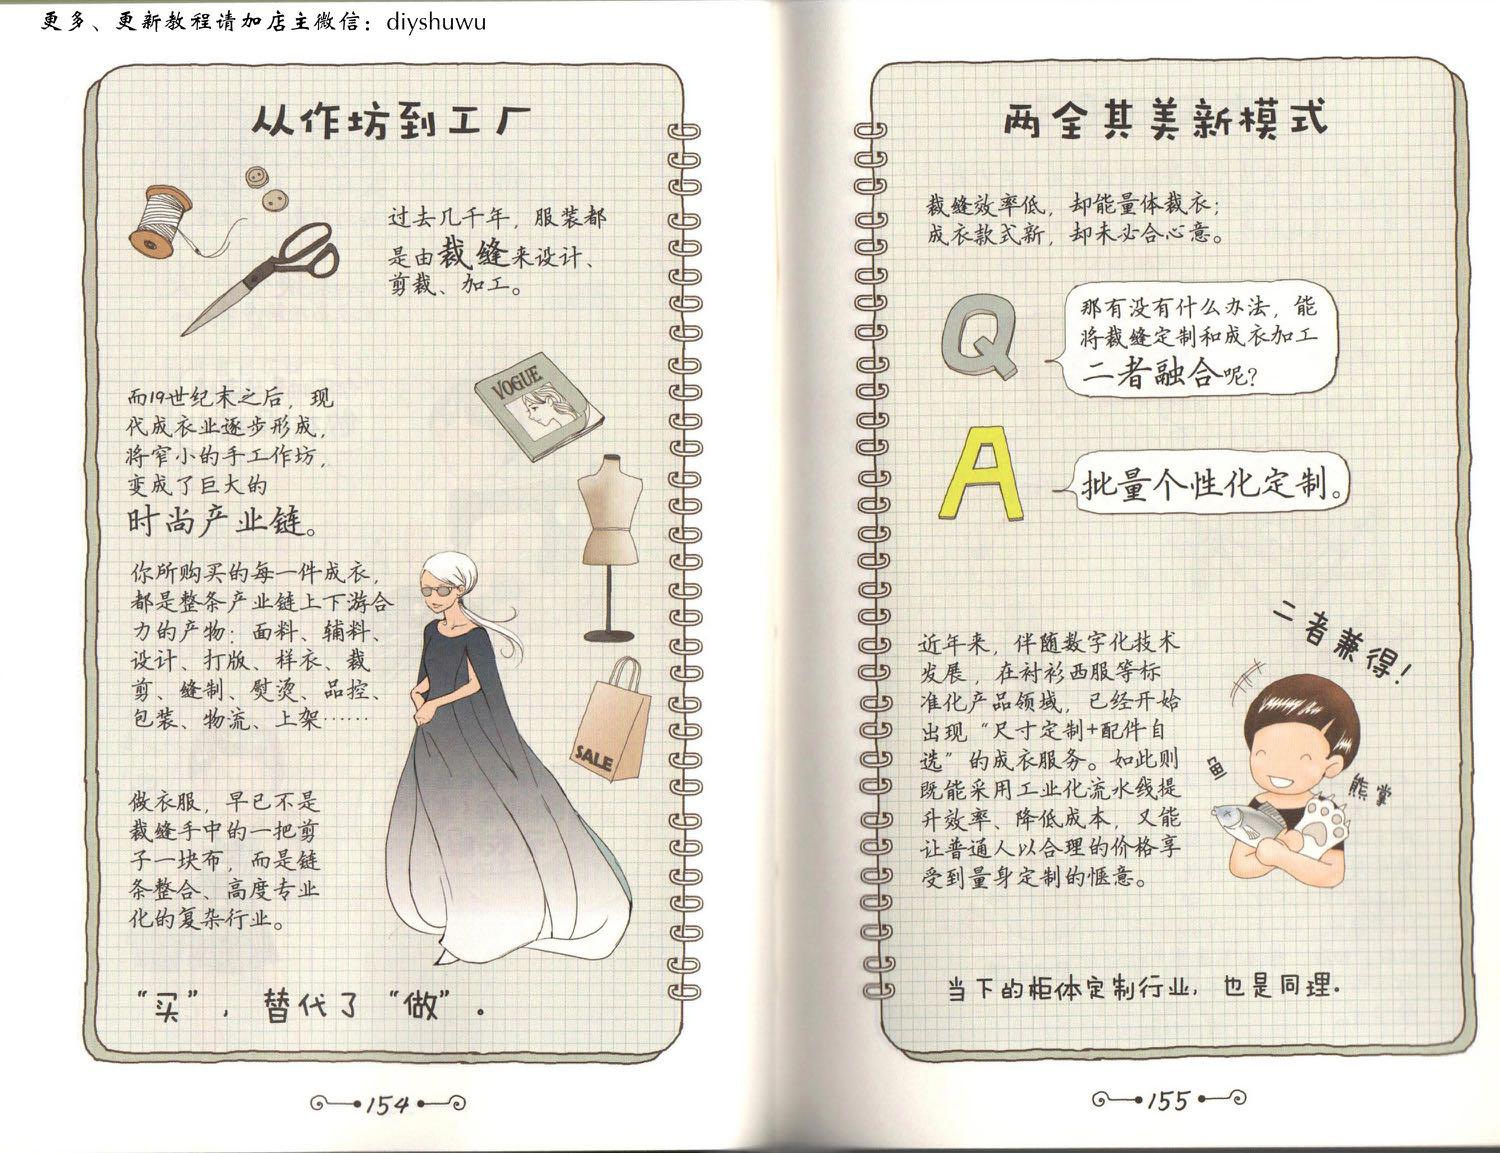 更多、更新教程请加店主微信：diyshuwu
从作坊到工厂
过去几千年，服装都
是由裁缝来设计、
剪裁、加工。
而19世纪末之后，现
代成衣业逐步形成，
将窄小的手工作坊，
变成了巨大的
时尚产业链。
VOGUE
你所购买的每一件成衣，
都是整条产业链上下游合
力的产物：面料、辅料、
设计、打版、样衣、裁
剪、缝制、熨烫、品控、
包装、物流、上架……
SALE
做衣服，早已不是
裁缝手中的一把剪
子一块布，而是链
条整合、高度专业
化的复杂行业。
“买”，替代了“做”。
154
两全其美新模式
裁缝效率低，却能量体裁衣；
成衣款式新，却未必合心意。
Q
那有没有什么办法，能
将裁缝定制和成衣加工
二者融合呢？
A
批量个性化定制。
近年来，伴随数字化技术
发展，在衬衫西服等标
准化产品领域，已经开始
出现“尺寸定制+配件自
选”的成衣服务。如此则
既能采用工业化流水线提
升效率、降低成本，又能
让普通人以合理的价格享
受到量身定制的惬意。
二者兼得！
鱼
熊掌
当下的柜体定制行业，也是同理。
155